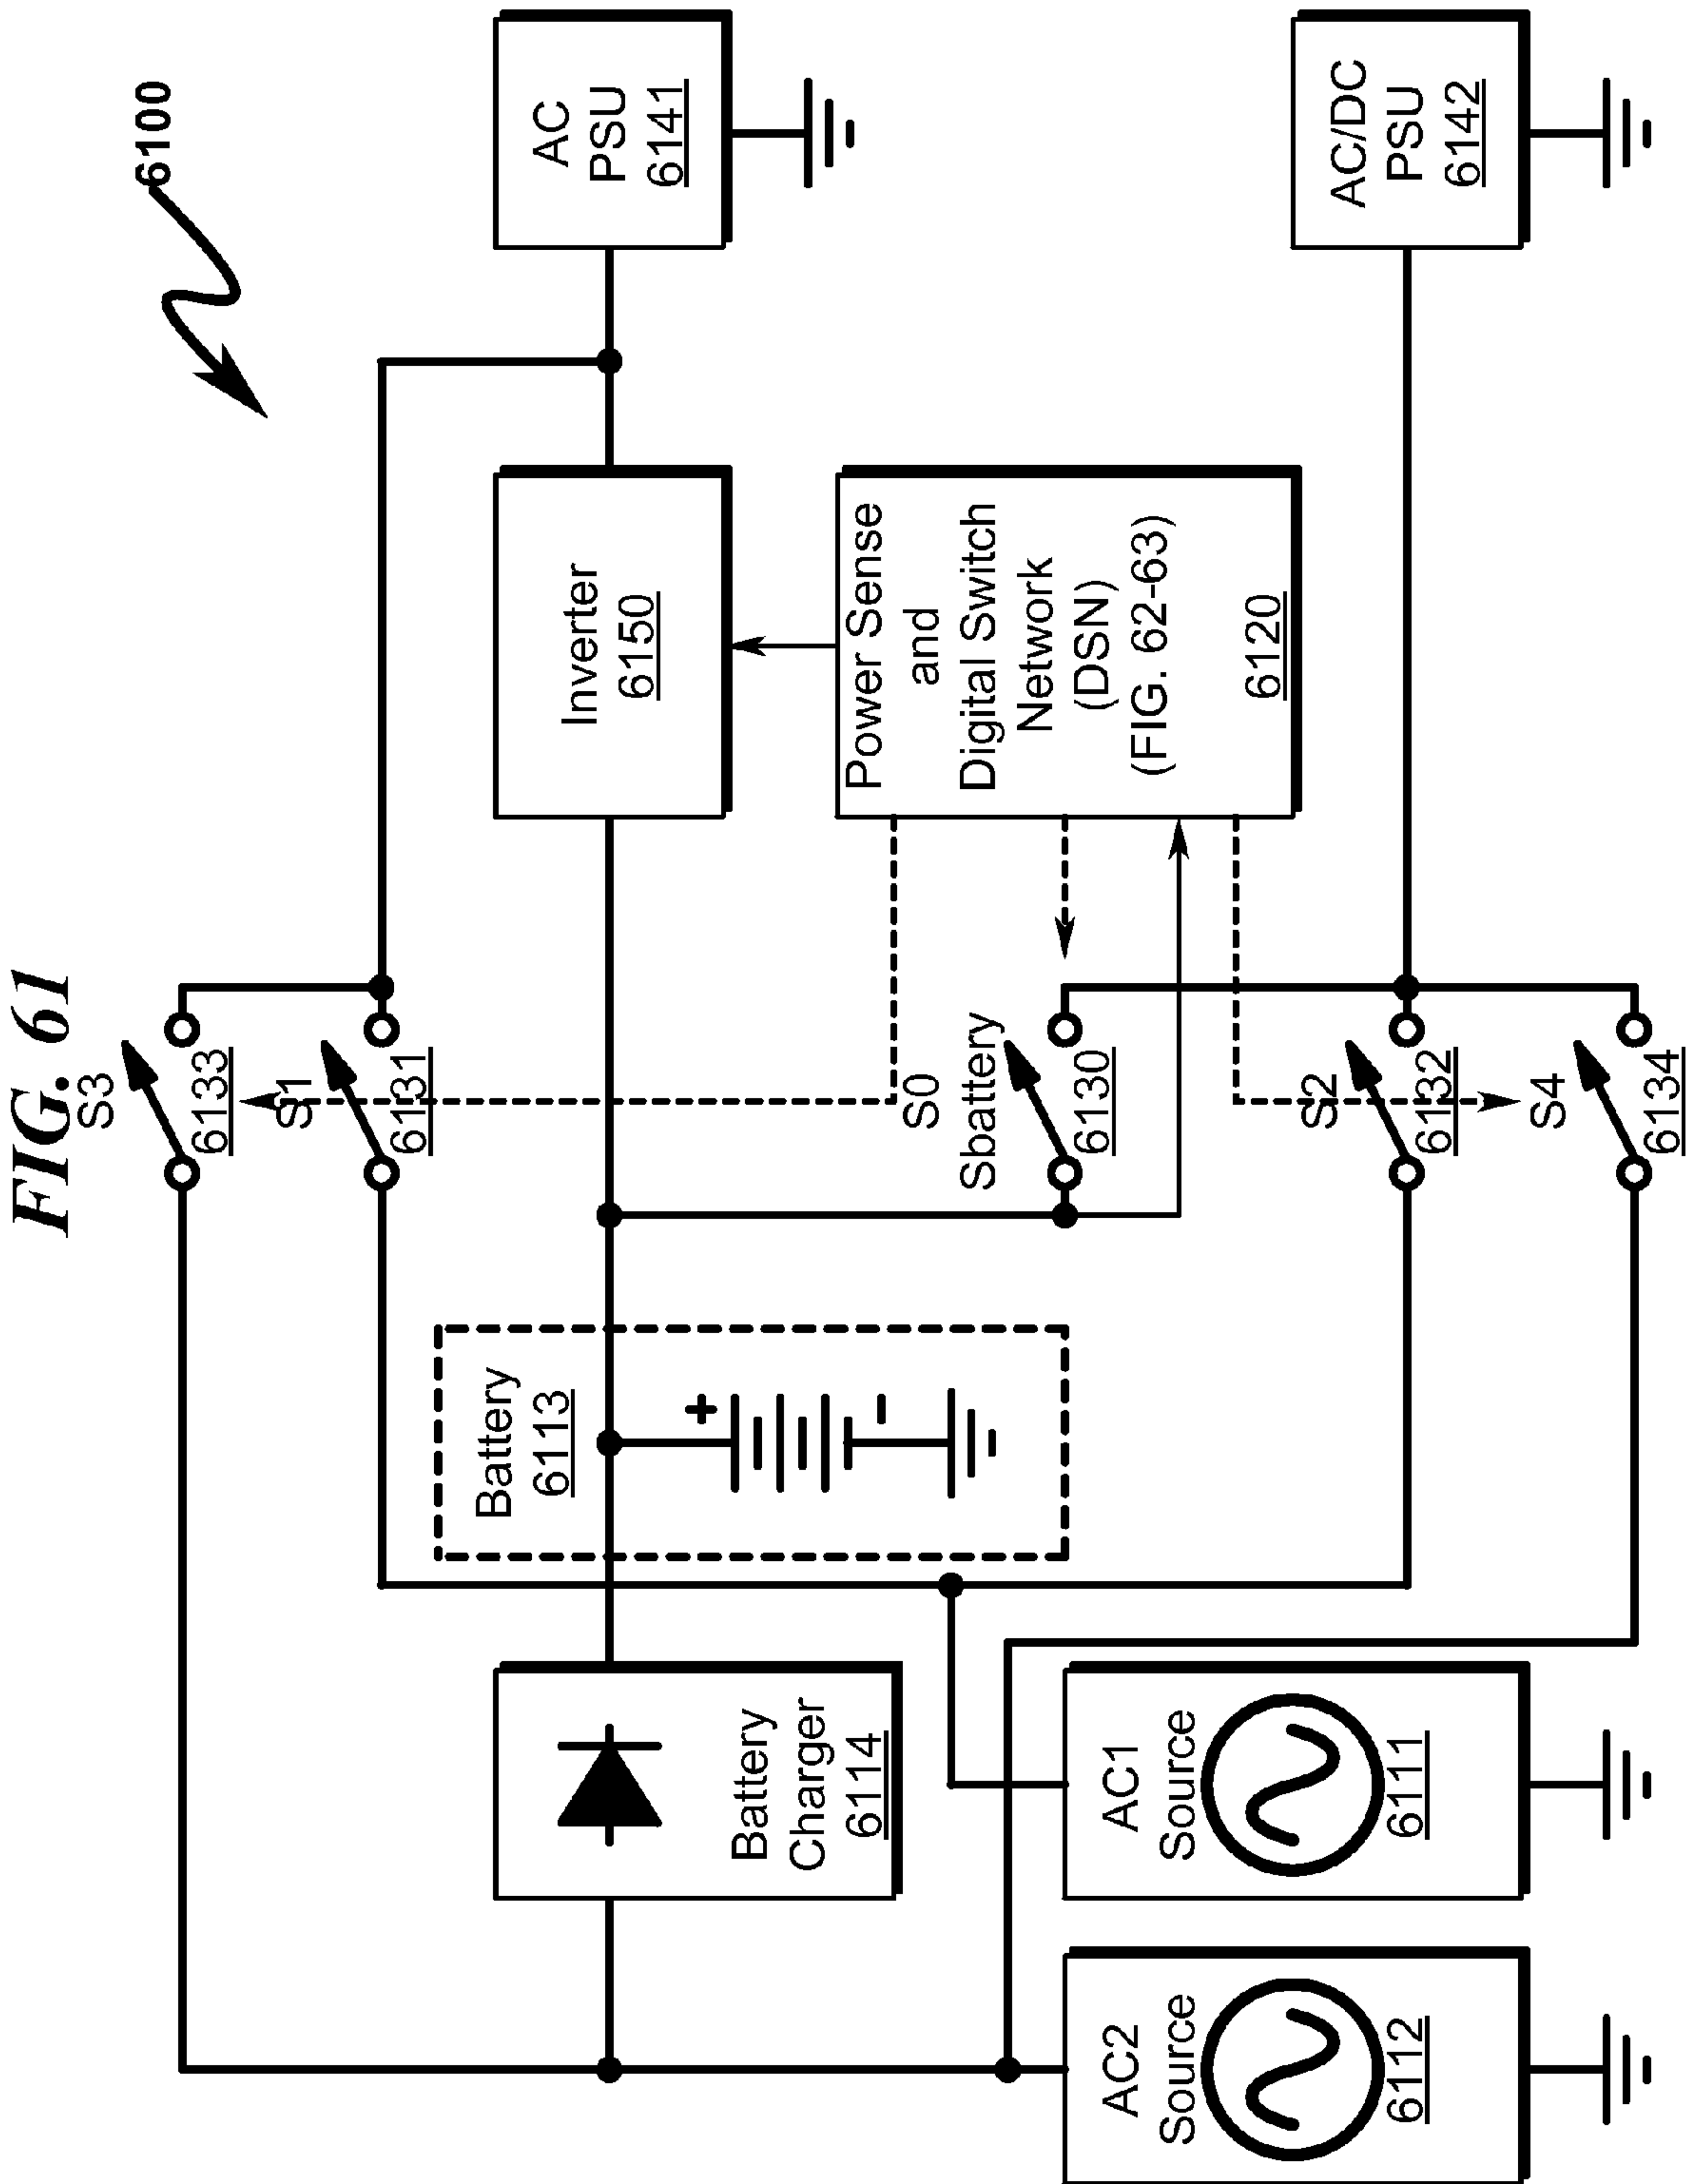 FIG. 61
6100
S3
6133
S1
6131
AC
PSU
6141
Inverter
6150
Battery
6113
+
-
Battery
Charger
6114
Power Sense
and
Digital Switch
Network
(DSN)
(FIG. 62-63)
6120
S0
Sbattery
6130
S2
6132
S4
6134
AC/DC
PSU
6142
AC1
Source
6111
AC2
Source
6112